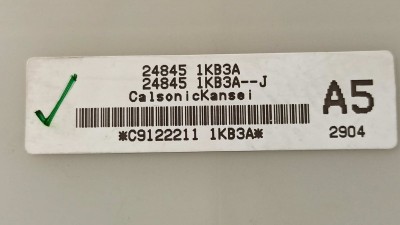 24845 1KB3A
24845 1KB3A--J
CalsonicKansei
*C9122211 1KB3A*
A5
2904